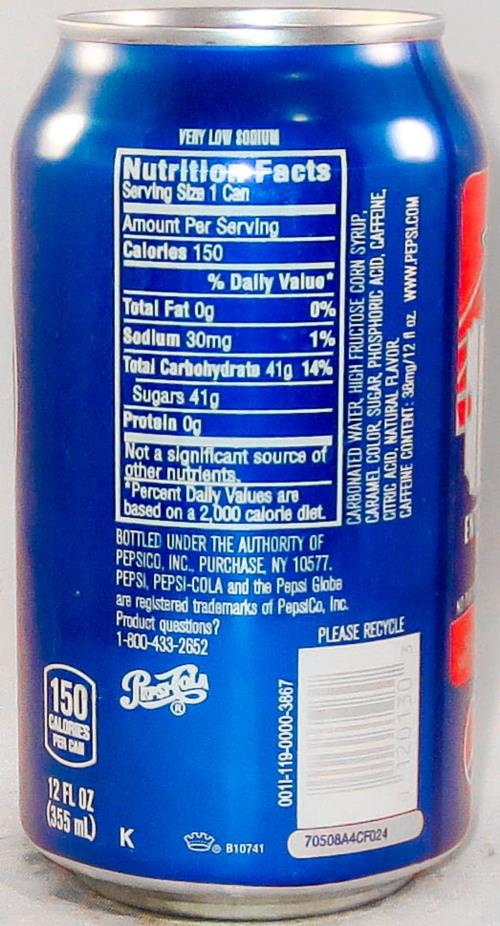 VERY LOW SODIUM
Nutrition Facts
Serving Size 1 Can
Amount Per Serving
Calories 150
% Daily Value*
Total Fat 0g 0%
Sodium 30mg 1%
Total Carbohydrate 41g 14%
Sugars 41g
Protein 0g
Not a significant source of
other nutrients.
*Percent Daily Values are
based on a 2,000 calorie diet.
CARBONATED WATER, HIGH FRUCTOSE CORN SYRUP,
CARAMEL COLOR, SUGAR, PHOSPHORIC ACID, CAFFEINE,
CITRIC ACID, NATURAL FLAVOR
CAFFEINE CONTENT: 38mg/12 fl oz WWW.PEPSI.COM
BOTTLED UNDER THE AUTHORITY OF
PEPSICO, INC., PURCHASE, NY 10577.
PEPSI, PEPSI-COLA and the Pepsi Globe
are registered trademarks of PepsiCo, Inc.
Product questions?
1-800-433-2652
PLEASE RECYCLE
Pepsi-Cola
®
150
CALORIES
PER CAN
12 FL OZ
(355 mL)
K
® B10741
001I-119-0000-3867
120130 3
70508A4CF024